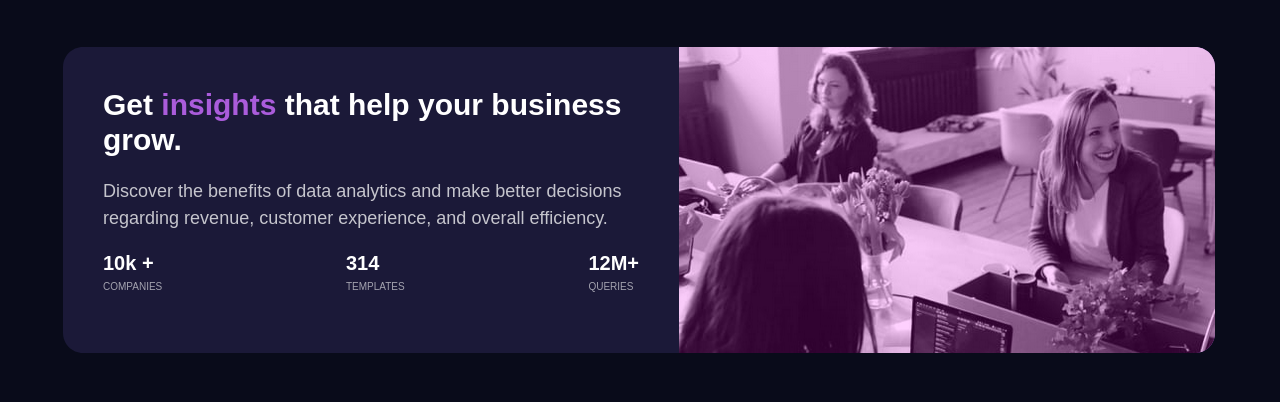 Get insights that help your business
grow.
Discover the benefits of data analytics and make better decisions
regarding revenue, customer experience, and overall efficiency.
10k +
COMPANIES
314
TEMPLATES
12M+
QUERIES